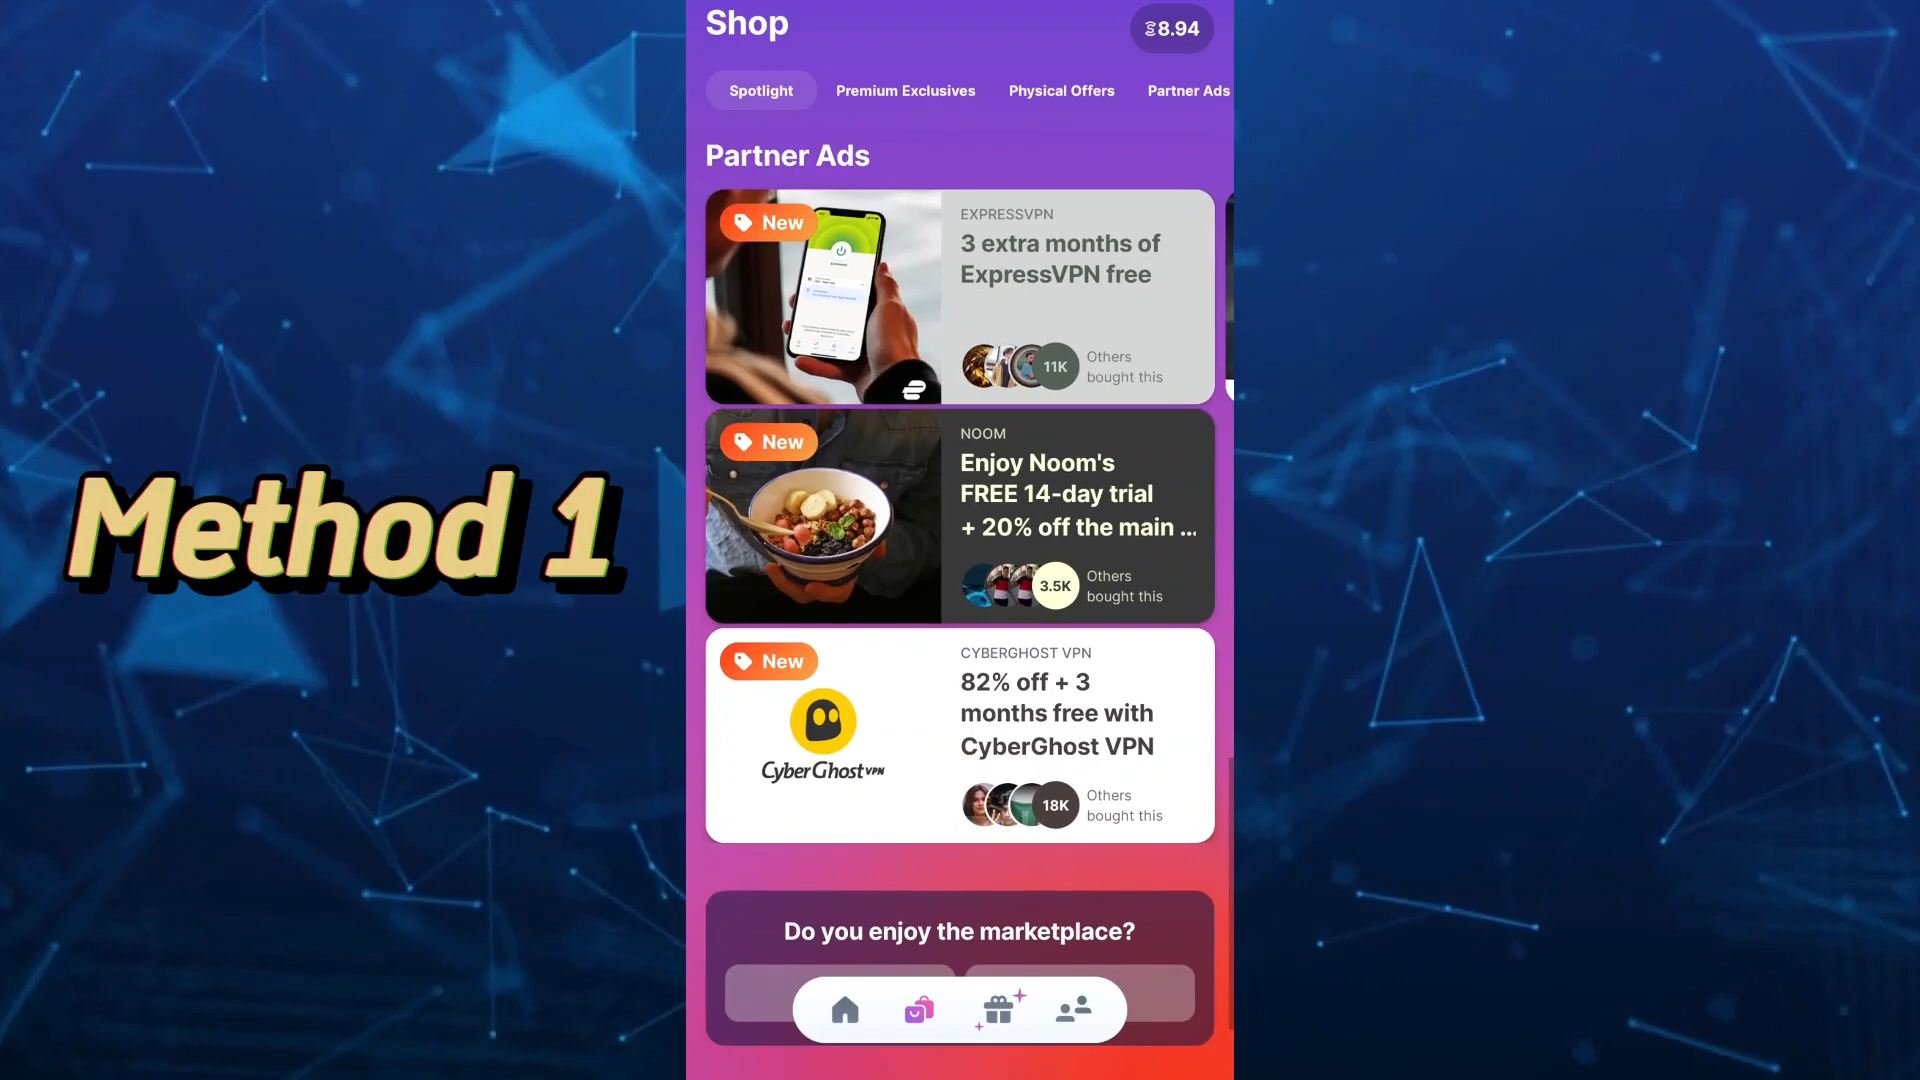 Shop
8.94
Spotlight
Premium Exclusives
Physical Offers
Partner Ads
Partner Ads
New
EXPRESSVPN
3 extra months of
ExpressVPN free
11K
Others
bought this
New
NOOM
Enjoy Noom's
FREE 14-day trial
+ 20% off the main ...
3.5K
Others
bought this
Method 1
New
CyberGhost VPN
CYBERGHOST VPN
82% off + 3
months free with
CyberGhost VPN
18K
Others
bought this
Do you enjoy the marketplace?